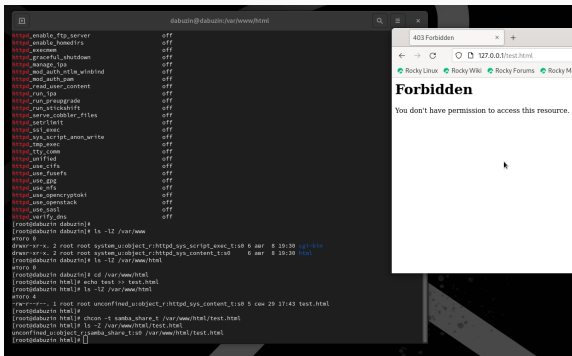 dabuzin@dabuzin:/var/www/html
httpd_enable_ftp_server off
httpd_enable_homedirs off
httpd_execmem off
httpd_graceful_shutdown off
httpd_manage_ipa off
httpd_mod_auth_ntlm_winbind off
httpd_mod_auth_pam off
httpd_read_user_content off
httpd_run_ipa off
httpd_run_preupgrade off
httpd_run_stickshift off
httpd_serve_cobbler_files off
httpd_setrlimit off
httpd_ssi_exec off
httpd_sys_script_anon_write off
httpd_tmp_exec off
httpd_tty_comm off
httpd_unified off
httpd_use_cifs off
httpd_use_fusefs off
httpd_use_gpg off
httpd_use_nfs off
httpd_use_opencryptoki off
httpd_use_openstack off
httpd_use_sasl off
httpd_verify_dns off
[root@dabuzin dabuzin]#
[root@dabuzin dabuzin]# ls -lZ /var/www
итого 0
drwxr-xr-x. 2 root root system_u:object_r:httpd_sys_script_exec_t:s0 6 авг 8 19:30 cgi-bin
drwxr-xr-x. 2 root root system_u:object_r:httpd_sys_content_t:s0 6 авг 8 19:30 html
[root@dabuzin dabuzin]# ls -lZ /var/www/html
итого 0
[root@dabuzin dabuzin]# cd /var/www/html
[root@dabuzin html]# echo test >> test.html
[root@dabuzin html]# ls -lZ /var/www/html
итого 4
-rw-r--r--. 1 root root unconfined_u:object_r:httpd_sys_content_t:s0 5 сен 29 17:43 test.html
[root@dabuzin html]#
[root@dabuzin html]# chcon -t samba_share_t /var/www/html/test.html
[root@dabuzin html]# ls -Z /var/www/html/test.html
unconfined_u:object_r:samba_share_t:s0 /var/www/html/test.html
[root@dabuzin html]#
403 Forbidden
127.0.0.1/test.html
Rocky Linux Rocky Wiki Rocky Forums Rocky M
Forbidden
You don't have permission to access this resource.